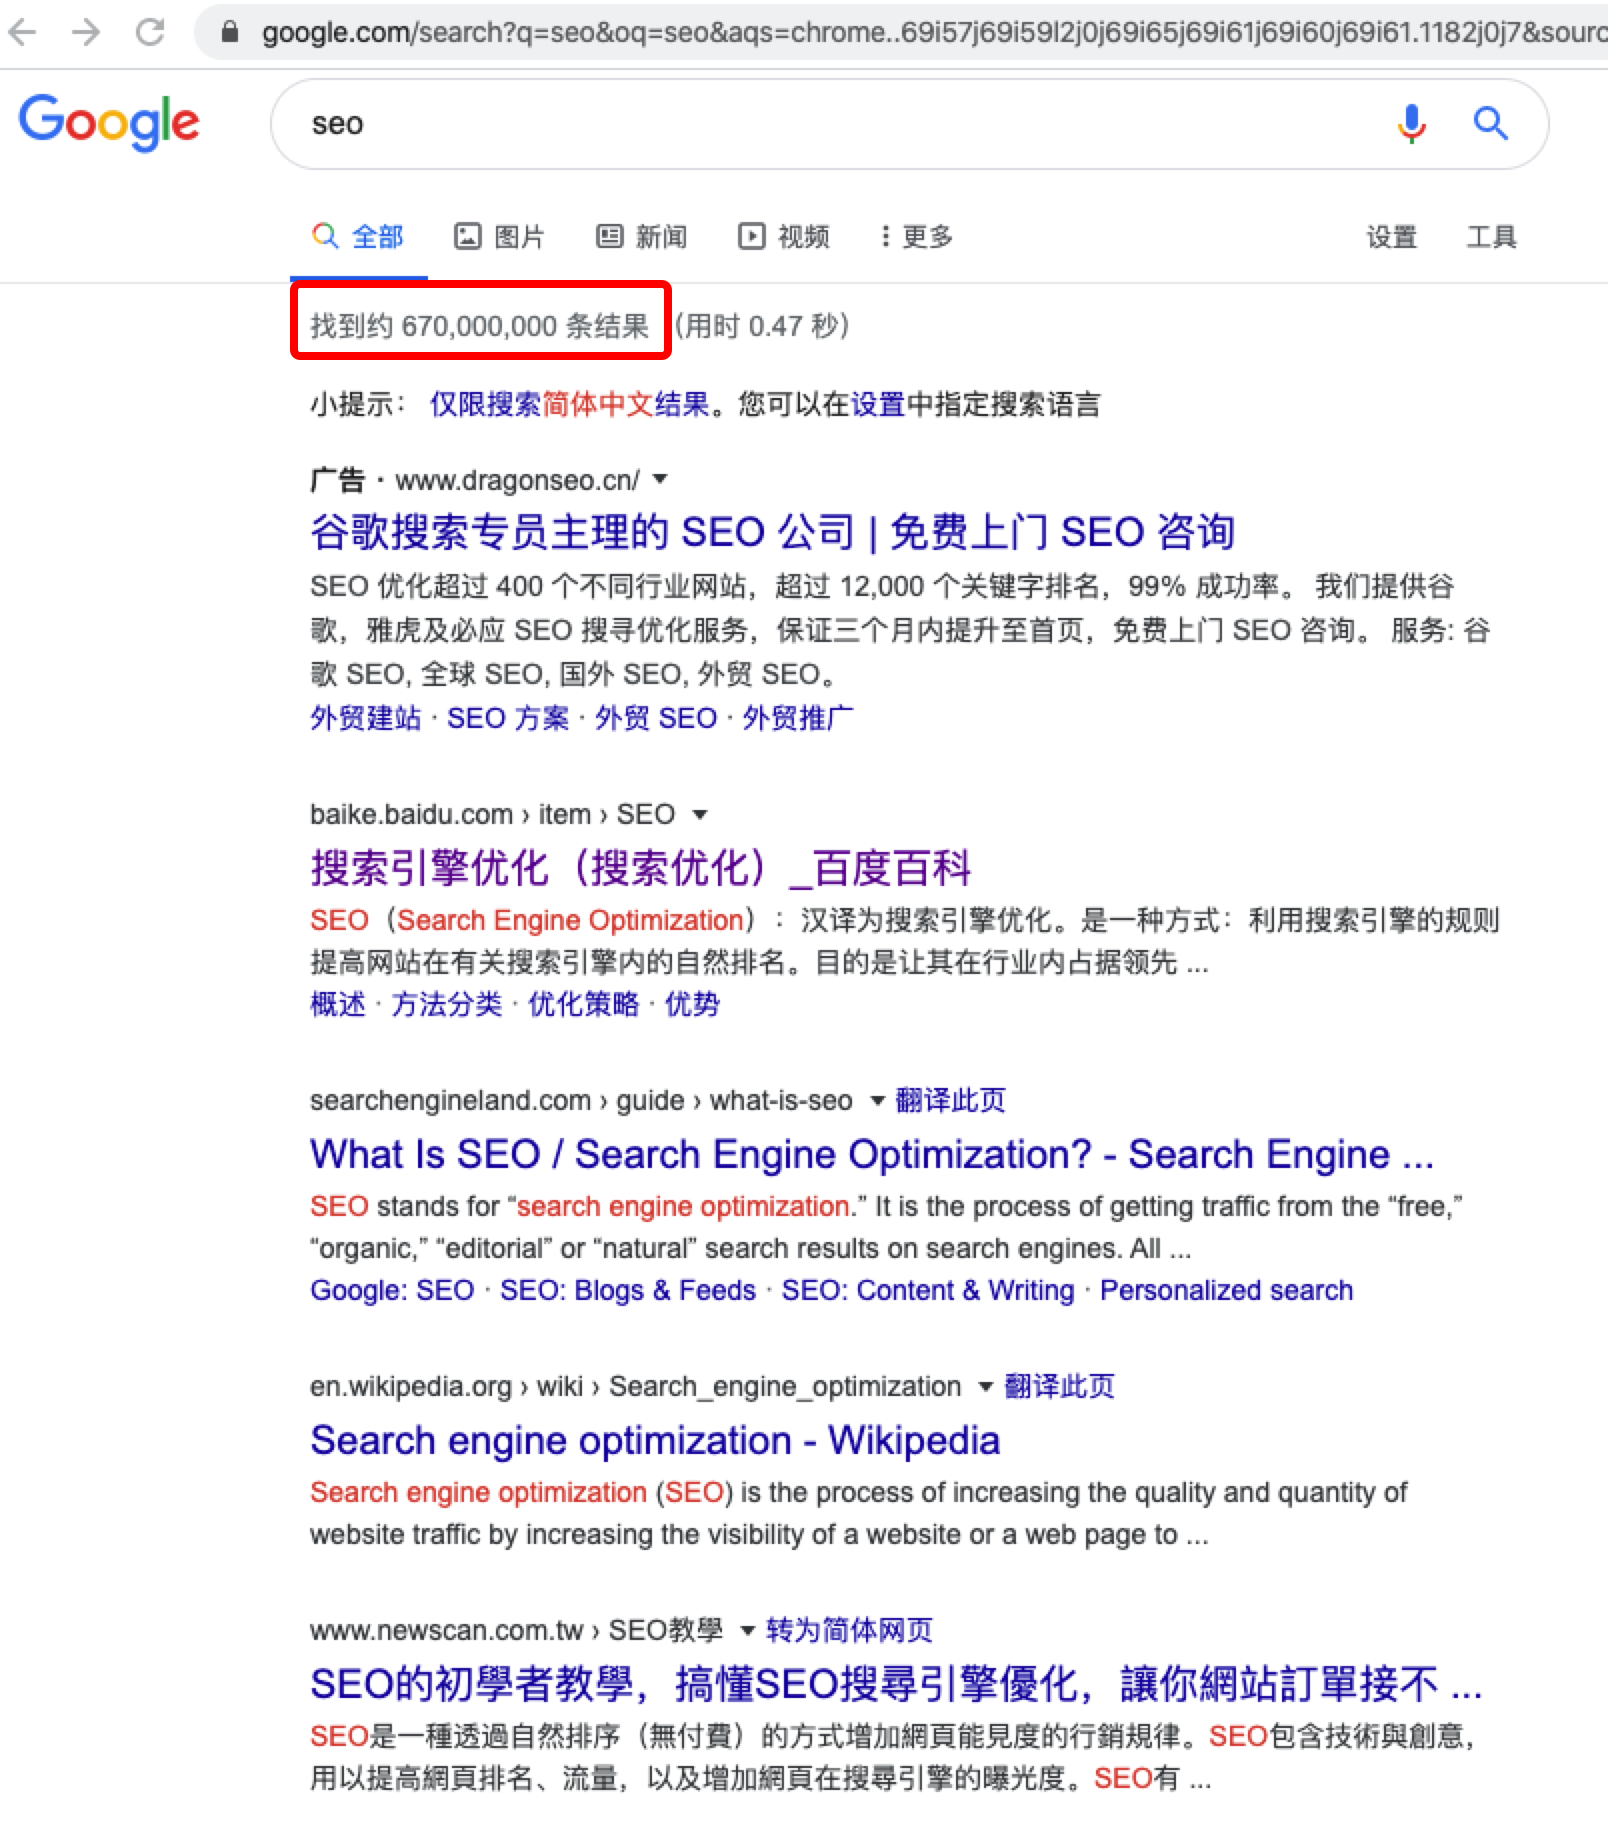 google.com/search?q=seo&oq=seo&aqs=chrome..69i57j69i59l2j0j69i65j69i61j69i60j69i61.1182j0j7&sourc
Google
seo
全部 图片 新闻 视频 更多 设置 工具
找到约 670,000,000 条结果 （用时 0.47 秒）
小提示： 仅限搜索简体中文结果。您可以在设置中指定搜索语言
广告 · www.dragonseo.cn/
谷歌搜索专员主理的 SEO 公司 | 免费上门 SEO 咨询
SEO 优化超过 400 个不同行业网站，超过 12,000 个关键字排名，99% 成功率。 我们提供谷
歌，雅虎及必应 SEO 搜寻优化服务，保证三个月内提升至首页，免费上门 SEO 咨询。 服务: 谷
歌 SEO, 全球 SEO, 国外 SEO, 外贸 SEO。
外贸建站 · SEO 方案 · 外贸 SEO · 外贸推广
baike.baidu.com › item › SEO
搜索引擎优化（搜索优化）_百度百科
SEO（Search Engine Optimization）：汉译为搜索引擎优化。是一种方式：利用搜索引擎的规则
提高网站在有关搜索引擎内的自然排名。目的是让其在行业内占据领先 ...
概述 · 方法分类 · 优化策略 · 优势
searchengineland.com › guide › what-is-seo 翻译此页
What Is SEO / Search Engine Optimization? - Search Engine ...
SEO stands for “search engine optimization.” It is the process of getting traffic from the “free,”
“organic,” “editorial” or “natural” search results on search engines. All ...
Google: SEO · SEO: Blogs & Feeds · SEO: Content & Writing · Personalized search
en.wikipedia.org › wiki › Search_engine_optimization 翻译此页
Search engine optimization - Wikipedia
Search engine optimization (SEO) is the process of increasing the quality and quantity of
website traffic by increasing the visibility of a website or a web page to ...
www.newscan.com.tw › SEO教學 转为简体网页
SEO的初學者教學，搞懂SEO搜尋引擎優化，讓你網站訂單接不 ...
SEO是一種透過自然排序（無付費）的方式增加網頁能見度的行銷規律。SEO包含技術與創意，
用以提高網頁排名、流量，以及增加網頁在搜尋引擎的曝光度。SEO有 ...